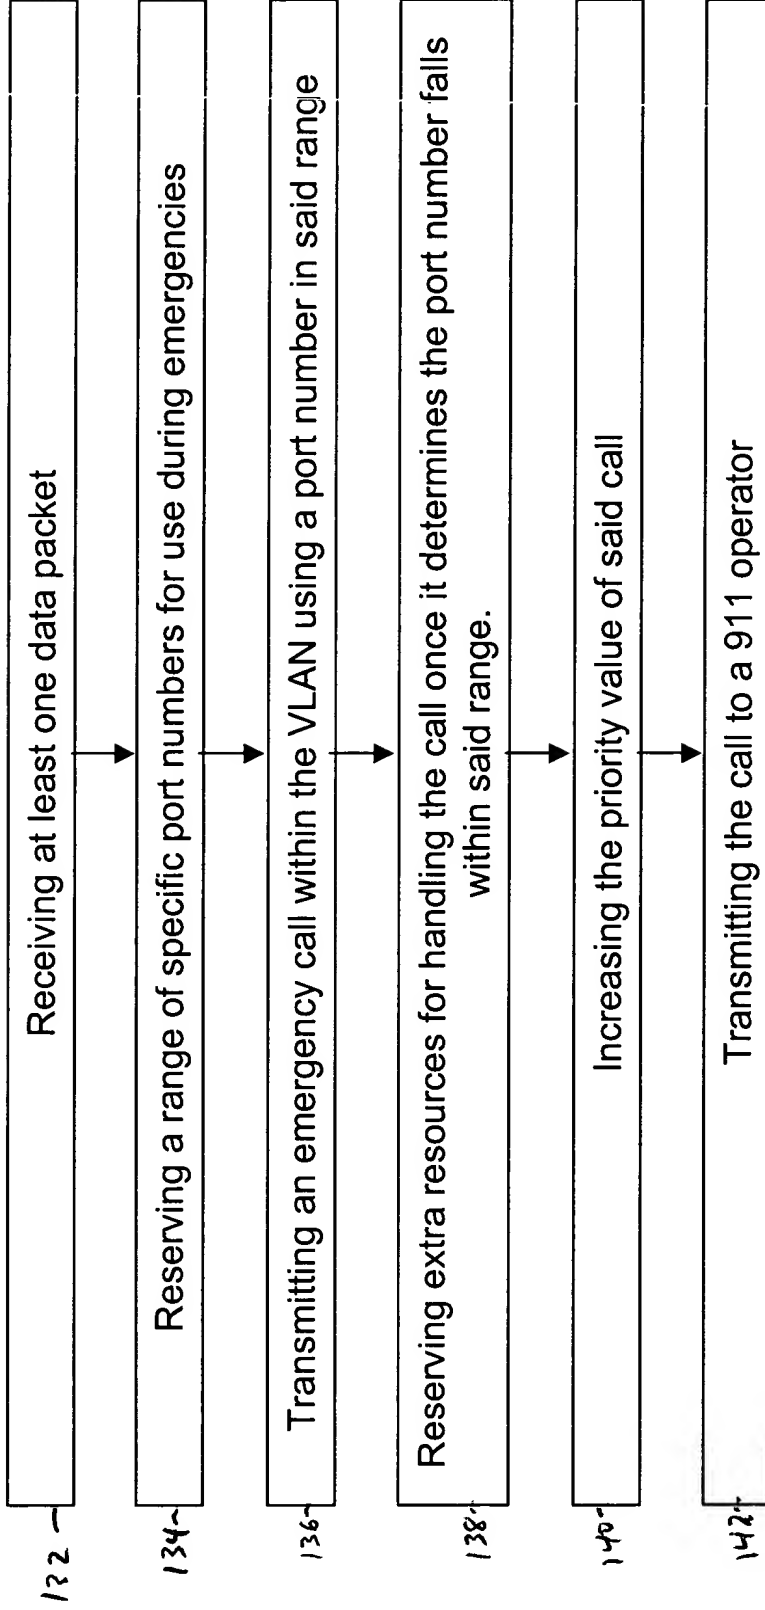 132
Receiving at least one data packet
134
Reserving a range of specific port numbers for use during emergencies
136
Transmitting an emergency call within the VLAN using a port number in said range
138
Reserving extra resources for handling the call once it determines the port number falls
within said range.
140
Increasing the priority value of said call
142
Transmitting the call to a 911 operator